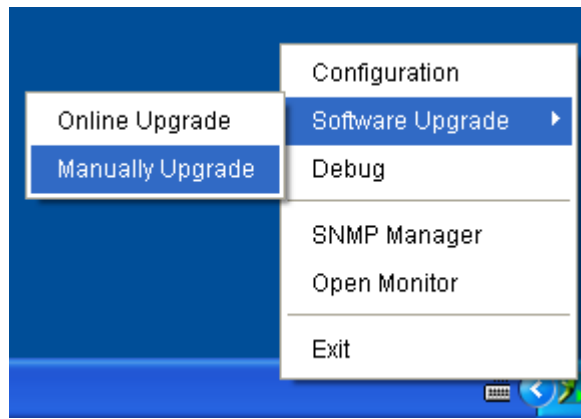 Configuration
Software Upgrade
Online Upgrade
Manually Upgrade
Debug
SNMP Manager
Open Monitor
Exit